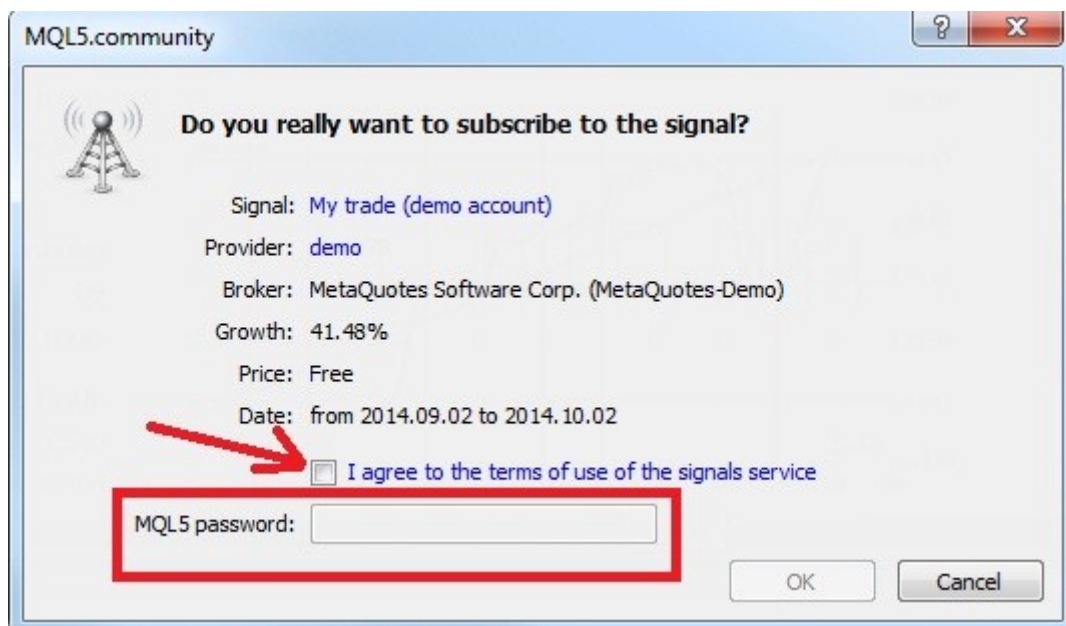 MQL5.community
Do you really want to subscribe to the signal?
Signal: My trade (demo account)
Provider: demo
Broker: MetaQuotes Software Corp. (MetaQuotes-Demo)
Growth: 41.48%
Price: Free
Date: from 2014.09.02 to 2014.10.02
I agree to the terms of use of the signals service
MQL5 password:
OK Cancel